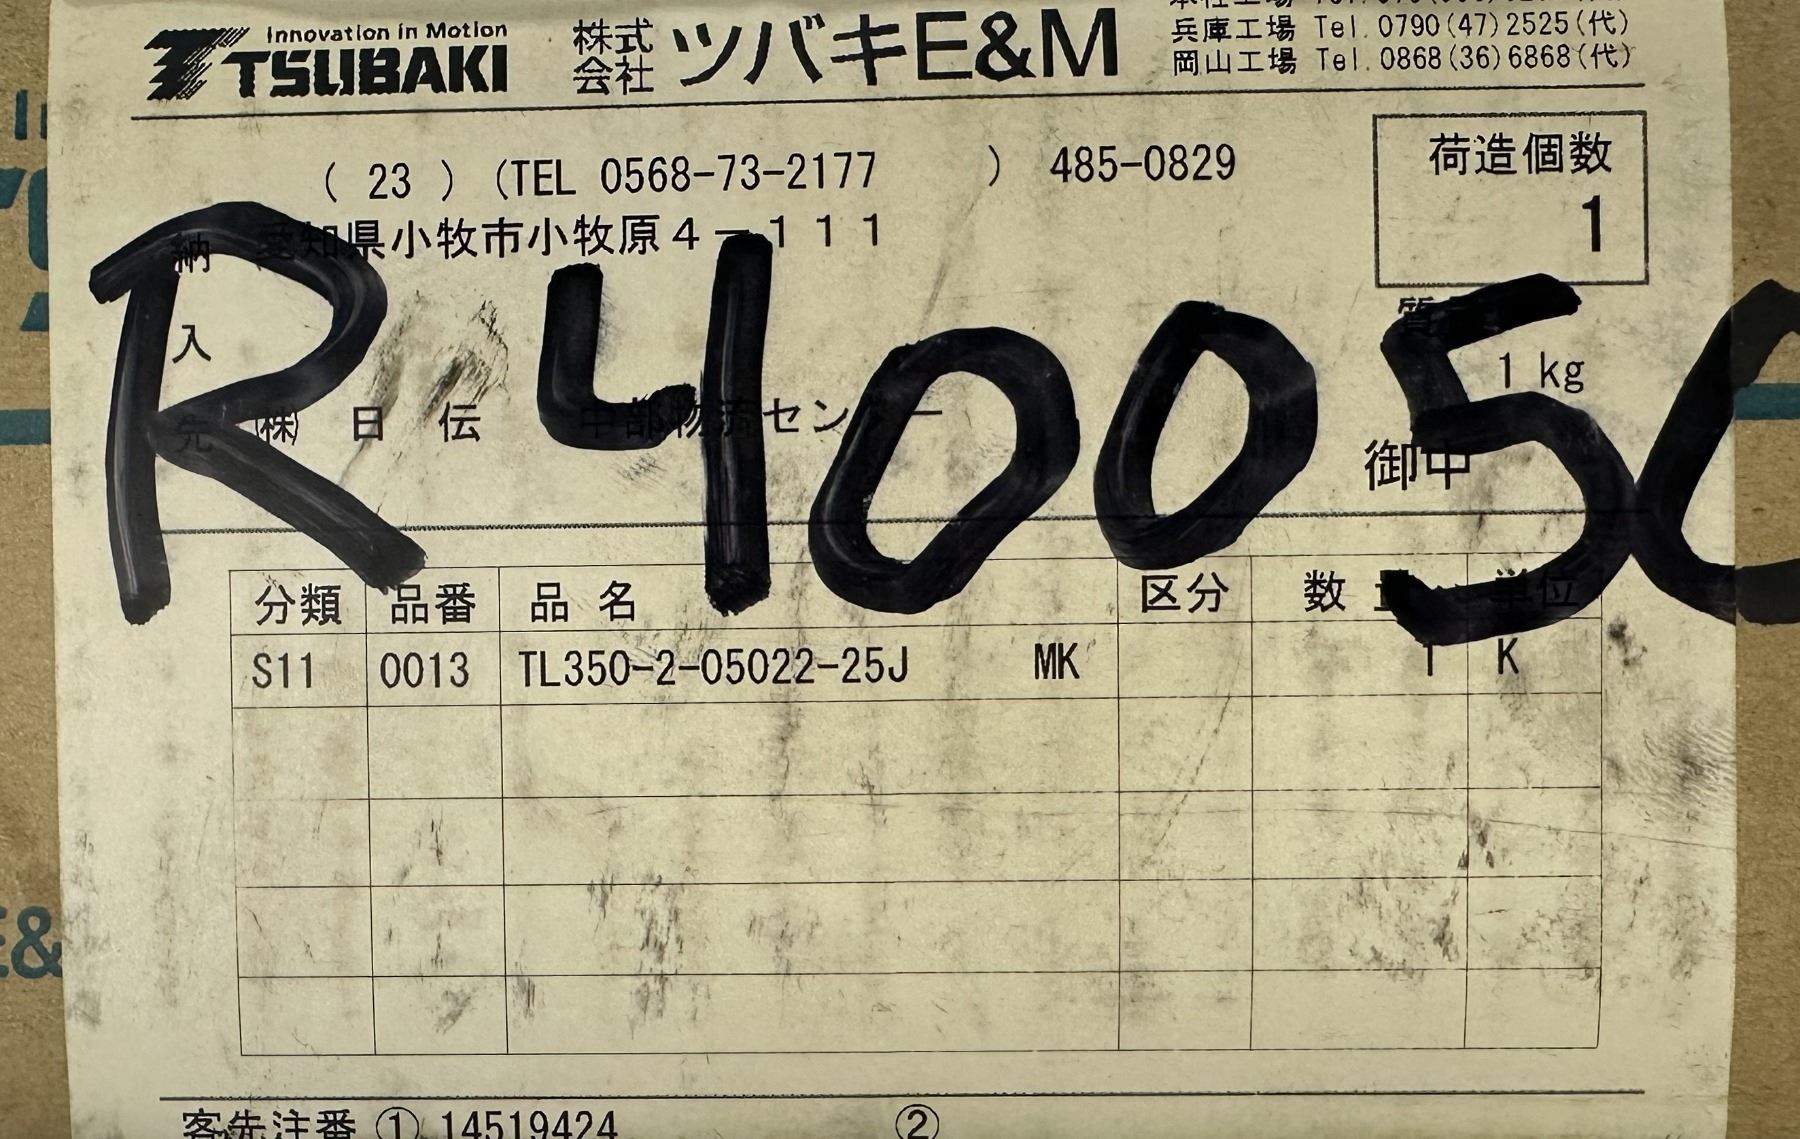 Innovation in Motion
TSUBAKI
株式会社 ツバキE&M
兵庫工場 Tel.0790(47)2525(代)
岡山工場 Tel.0868(36)6868(代)
荷造個数
1
( 23 ) (TEL 0568-73-2177 ) 485-0829
愛知県小牧市小牧原4-111
納入先
1 kg
(株) 日伝 中部物流センター
御中
R40050
分類 品番 品名 区分 数量 単位
S11 0013 TL350-2-05022-25J MK 1 K
客先注番 ① 14519424 ②
E&